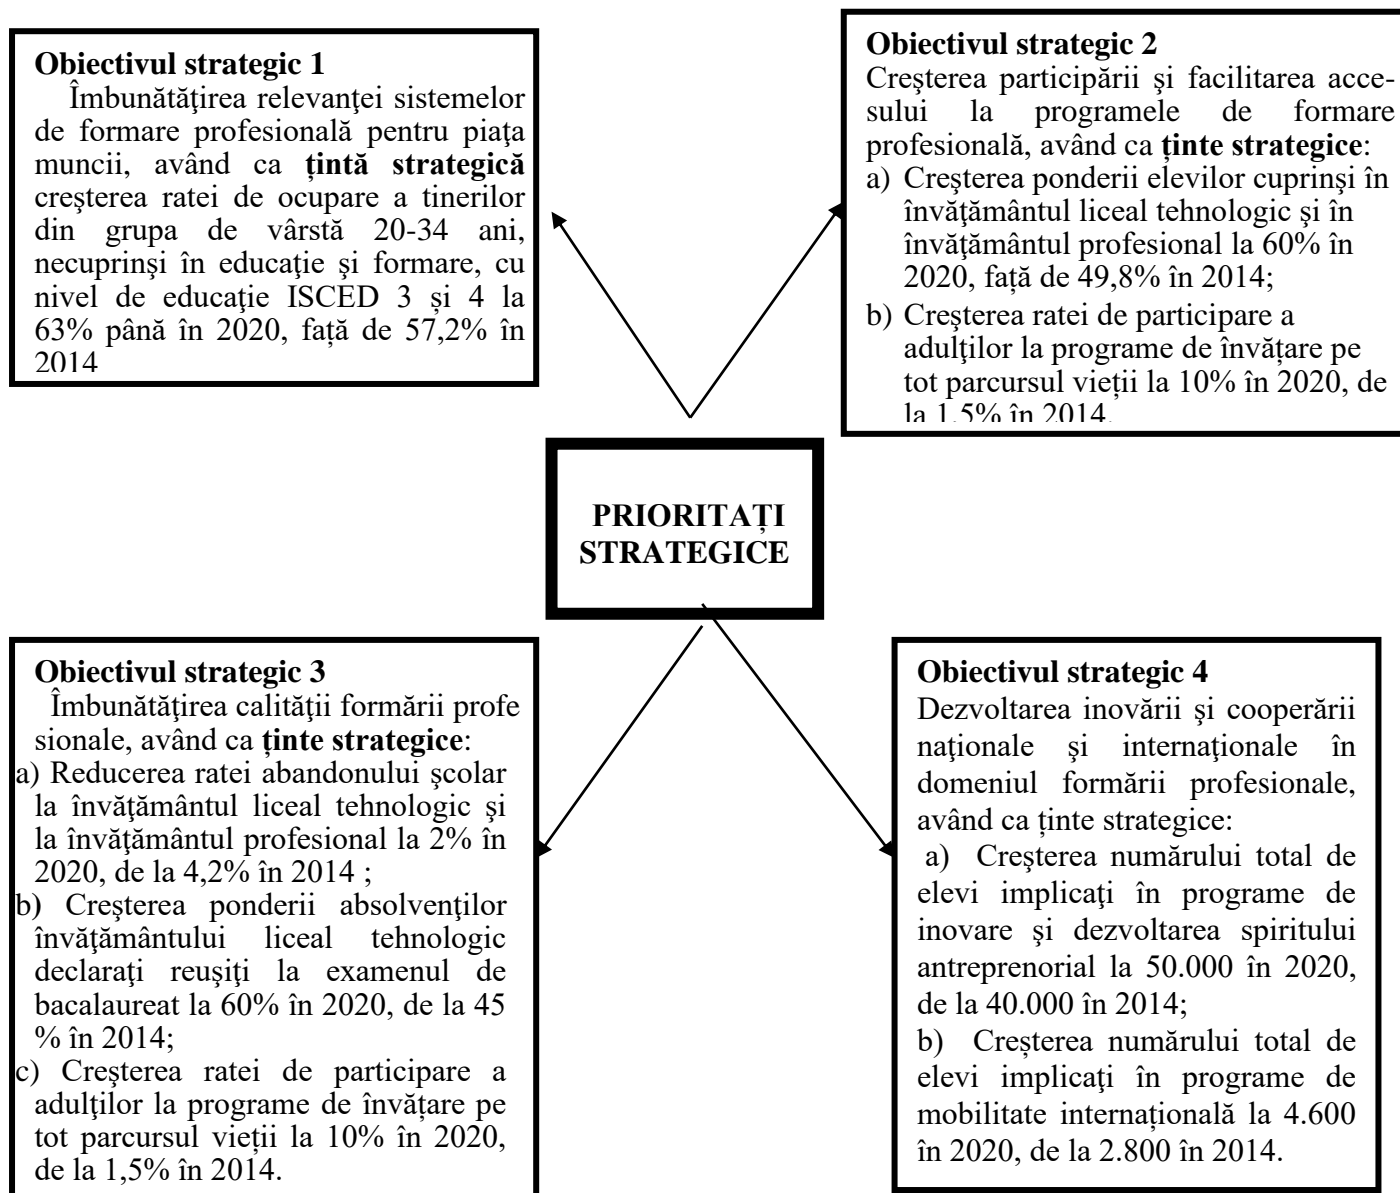 Obiectivul strategic 1
Îmbunătăţirea relevanţei sistemelor
de formare profesională pentru piaţa
muncii, având ca țintă strategică
creşterea ratei de ocupare a tinerilor
din grupa de vârstă 20-34 ani,
necuprinşi în educaţie şi formare, cu
nivel de educaţie ISCED 3 și 4 la
63% până în 2020, față de 57,2% în
2014
Obiectivul strategic 2
Creşterea participării şi facilitarea acce-
sului la programele de formare
profesională, având ca ținte strategice:
a) Creşterea ponderii elevilor cuprinşi în
învăţământul liceal tehnologic şi în
învăţământul profesional la 60% în
2020, față de 49,8% în 2014;
b) Creşterea ratei de participare a
adulţilor la programe de învățare pe
tot parcursul vieții la 10% în 2020, de
la 1,5% în 2014.
PRIORITAȚI
STRATEGICE
Obiectivul strategic 3
Îmbunătăţirea calităţii formării profe
sionale, având ca ținte strategice:
a) Reducerea ratei abandonului şcolar
la învăţământul liceal tehnologic şi
la învăţământul profesional la 2% în
2020, de la 4,2% în 2014 ;
b) Creşterea ponderii absolvenţilor
învăţământului liceal tehnologic
declaraţi reuşiţi la examenul de
bacalaureat la 60% în 2020, de la 45
% în 2014;
c) Creşterea ratei de participare a
adulţilor la programe de învățare pe
tot parcursul vieții la 10% în 2020,
de la 1,5% în 2014.
Obiectivul strategic 4
Dezvoltarea inovării şi cooperării
naţionale şi internaţionale în
domeniul formării profesionale,
având ca ținte strategice:
a) Creşterea numărului total de
elevi implicaţi în programe de
inovare şi dezvoltarea spiritului
antreprenorial la 50.000 în 2020,
de la 40.000 în 2014;
b) Creșterea numărului total de
elevi implicaţi în programe de
mobilitate internațională la 4.600
în 2020, de la 2.800 în 2014.